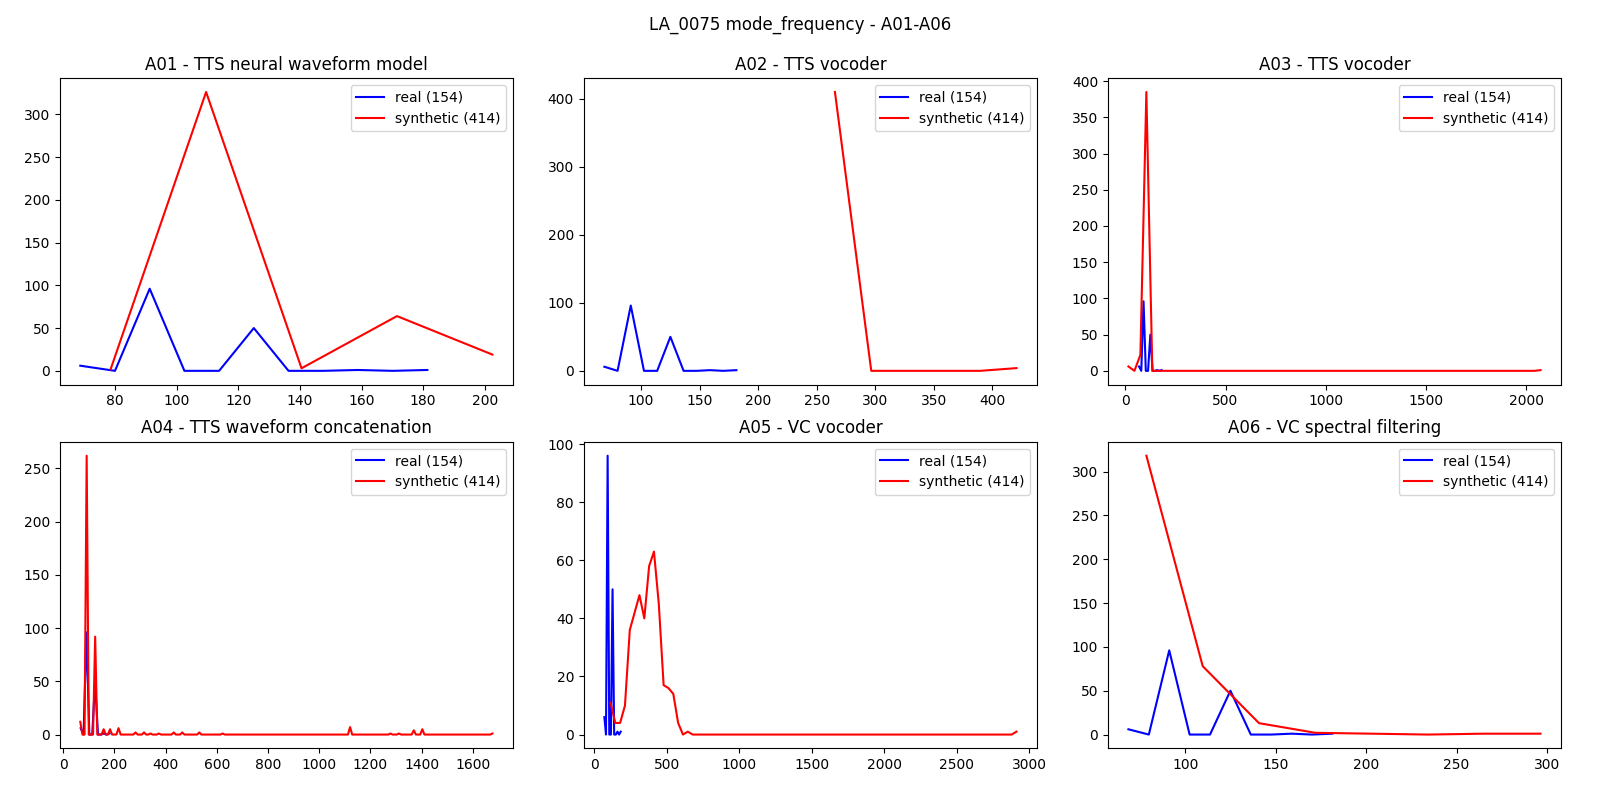 LA_0075 mode_frequency - A01-A06
A01 - TTS neural waveform model
real (154)
synthetic (414)
300
250
200
150
100
50
0
80 100 120 140 160 180 200
A02 - TTS vocoder
real (154)
synthetic (414)
400
300
200
100
0
100 150 200 250 300 350 400
A03 - TTS vocoder
real (154)
synthetic (414)
400
350
300
250
200
150
100
50
0
0 500 1000 1500 2000
A04 - TTS waveform concatenation
real (154)
synthetic (414)
250
200
150
100
50
0
0 200 400 600 800 1000 1200 1400 1600
A05 - VC vocoder
real (154)
synthetic (414)
100
80
60
40
20
0
0 500 1000 1500 2000 2500 3000
A06 - VC spectral filtering
real (154)
synthetic (414)
300
250
200
150
100
50
0
100 150 200 250 300